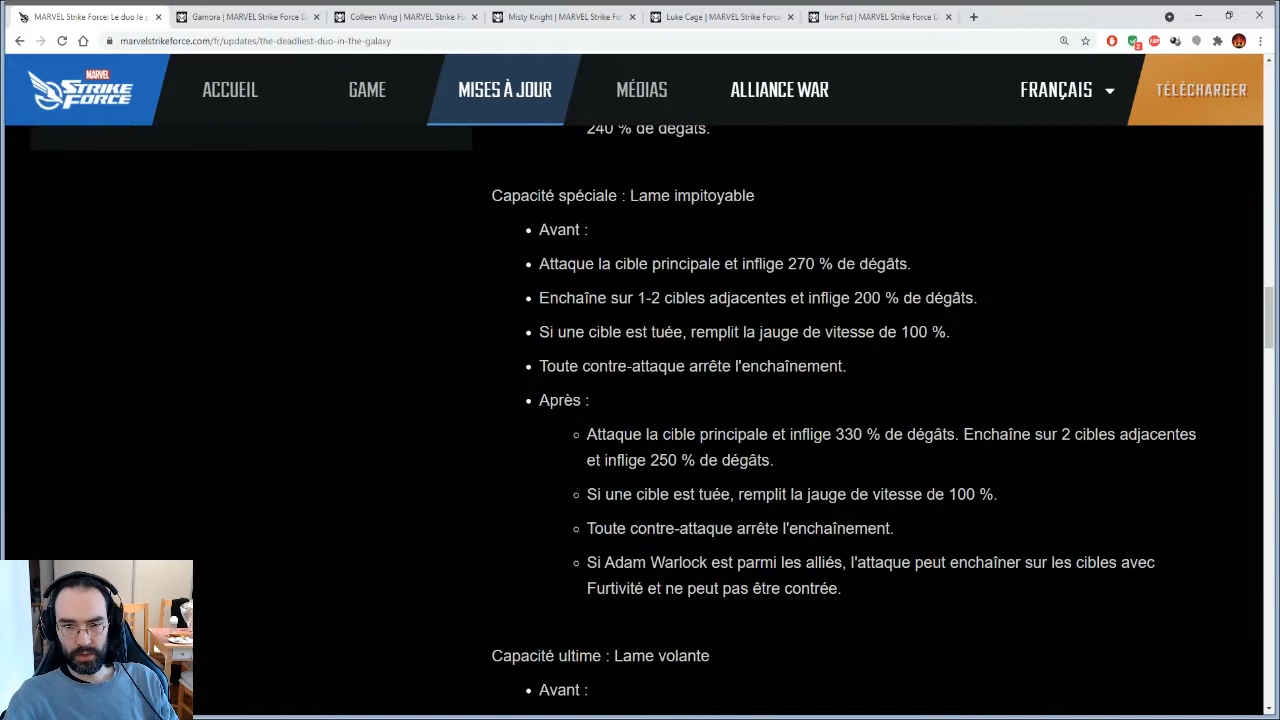 MARVEL Strike Force: Le duo le p
Gamora | MARVEL Strike Force D
Colleen Wing | MARVEL Strike Fo
Misty Knight | MARVEL Strike For
Luke Cage | MARVEL Strike Force
Iron Fist | MARVEL Strike Force D
marvelstrikeforce.com/fr/updates/the-deadliest-duo-in-the-galaxy
MARVEL
STRIKE
FORCE
ACCUEIL
GAME
MISES À JOUR
MÉDIAS
ALLIANCE WAR
FRANÇAIS
TÉLÉCHARGER
240 % de dégâts.
Capacité spéciale : Lame impitoyable
• Avant :
• Attaque la cible principale et inflige 270 % de dégâts.
• Enchaîne sur 1-2 cibles adjacentes et inflige 200 % de dégâts.
• Si une cible est tuée, remplit la jauge de vitesse de 100 %.
• Toute contre-attaque arrête l'enchaînement.
• Après :
◦ Attaque la cible principale et inflige 330 % de dégâts. Enchaîne sur 2 cibles adjacentes
et inflige 250 % de dégâts.
◦ Si une cible est tuée, remplit la jauge de vitesse de 100 %.
◦ Toute contre-attaque arrête l'enchaînement.
◦ Si Adam Warlock est parmi les alliés, l'attaque peut enchaîner sur les cibles avec
Furtivité et ne peut pas être contrée.
Capacité ultime : Lame volante
• Avant :